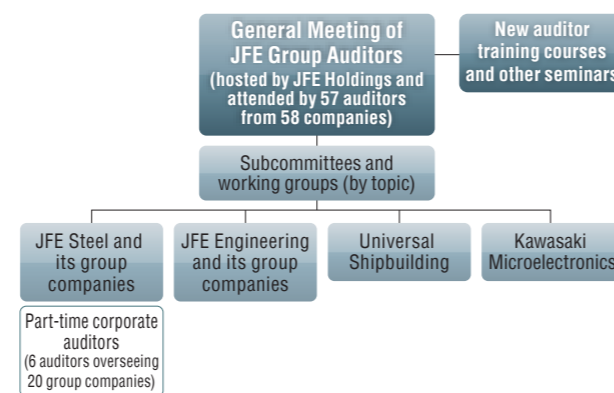 General Meeting of
JFE Group Auditors
(hosted by JFE Holdings and
attended by 57 auditors
from 58 companies)
New auditor
training courses
and other seminars
Subcommittees and
working groups (by topic)
JFE Steel and
its group
companies
JFE Engineering
and its group
companies
Universal
Shipbuilding
Kawasaki
Microelectronics
Part-time corporate
auditors
(6 auditors overseeing
20 group companies)